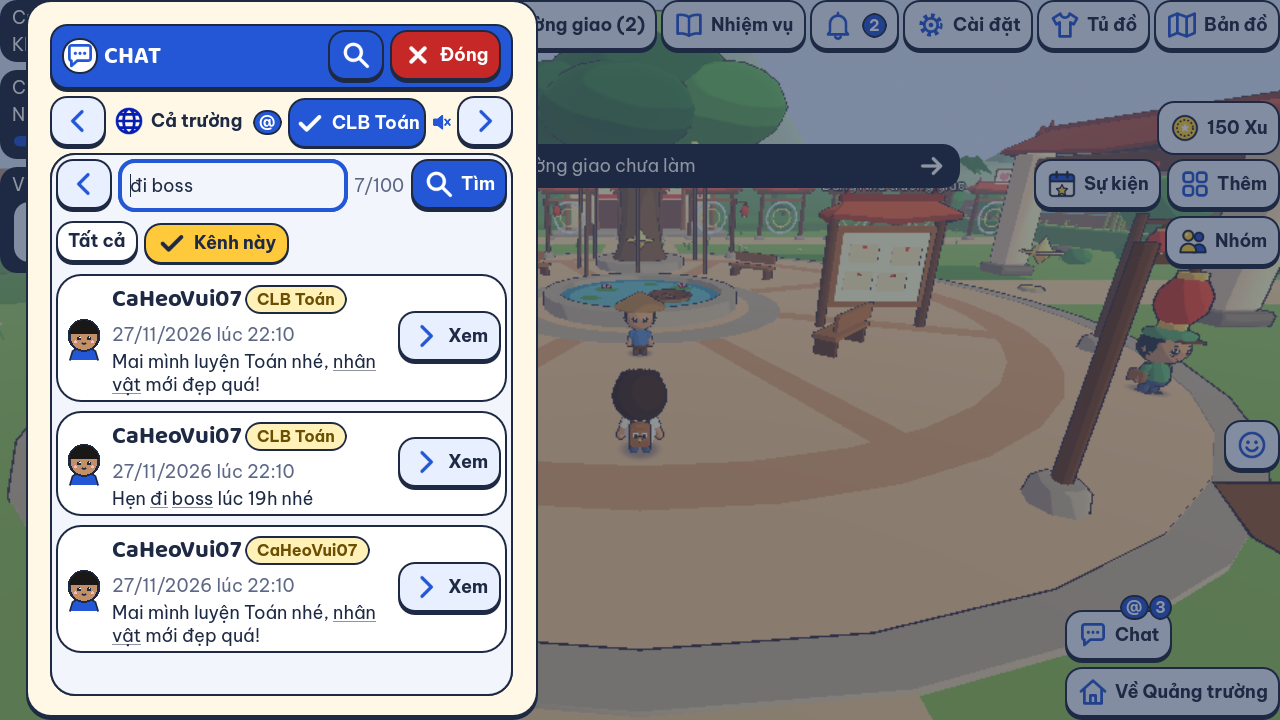 CHAT
Đóng
Cả trường
@
CLB Toán
đi boss
7/100
Tìm
Tất cả
Kênh này
CaHeoVui07 CLB Toán
27/11/2026 lúc 22:10
Mai mình luyện Toán nhé, nhân
vật mới đẹp quá!
Xem
CaHeoVui07 CLB Toán
27/11/2026 lúc 22:10
Hẹn đi boss lúc 19h nhé
Xem
CaHeoVui07 CaHeoVui07
27/11/2026 lúc 22:10
Mai mình luyện Toán nhé, nhân
vật mới đẹp quá!
Xem
giao (2)
Nhiệm vụ
2
Cài đặt
Tủ đồ
Bản đồ
150 Xu
giao chưa làm
Sự kiện
Thêm
Nhóm
@ 3
Chat
Về Quảng trường